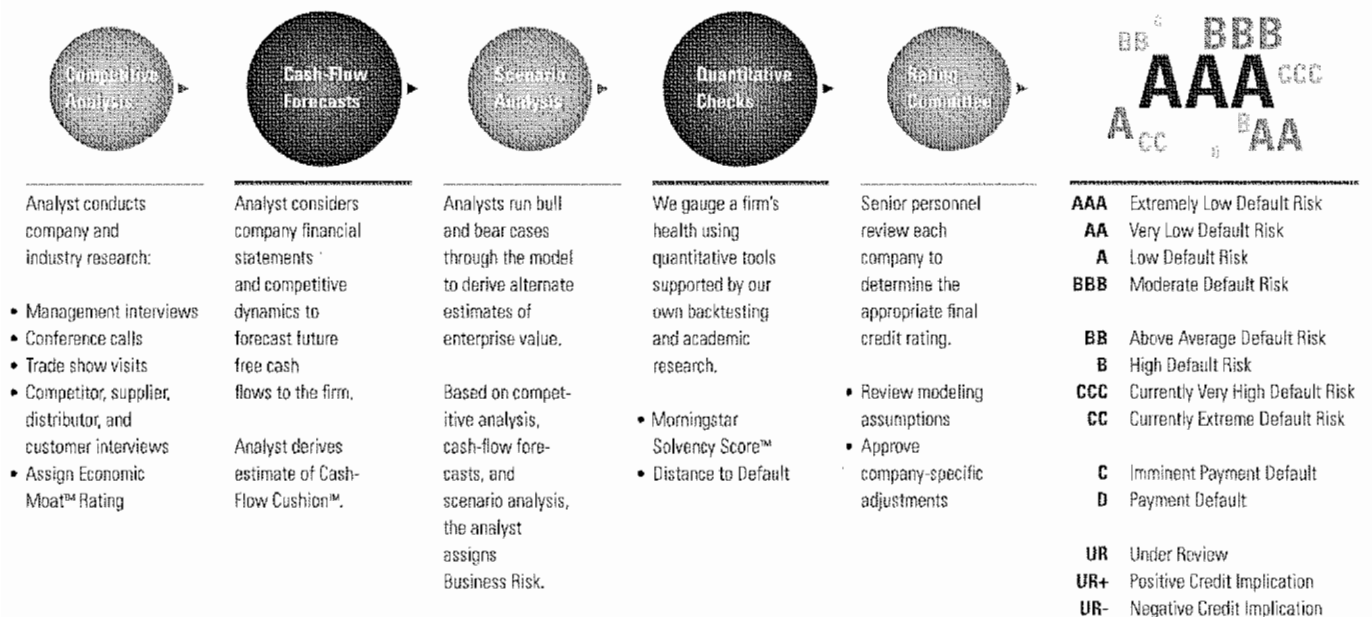 Competitive
Analysis
Analyst conducts
company and
industry research:
• Management interviews
• Conference calls
• Trade show visits
• Competitor, supplier,
distributor, and
customer interviews
• Assign Economic
Moat™ Rating
Cash-Flow
Forecasts
Analyst considers
company financial
statements
and competitive
dynamics to
forecast future
free cash
flows to the firm.
Analyst derives
estimate of Cash-
Flow Cushion™.
Scenario
Analysis
Analysts run bull
and bear cases
through the model
to derive alternate
estimates of
enterprise value.
Based on compet-
itive analysis,
cash-flow fore-
casts, and
scenario analysis,
the analyst
assigns
Business Risk.
Quantitative
Checks
We gauge a firm's
health using
quantitative tools
supported by our
own backtesting
and academic
research.
• Morningstar
Solvency Score™
• Distance to Default
Rating
Committee
Senior personnel
review each
company to
determine the
appropriate final
credit rating.
• Review modeling
assumptions
• Approve
company-specific
adjustments
BB BBB
AAA CCC
A CC B AA
AAA Extremely Low Default Risk
AA Very Low Default Risk
A Low Default Risk
BBB Moderate Default Risk
BB Above Average Default Risk
B High Default Risk
CCC Currently Very High Default Risk
CC Currently Extreme Default Risk
C Imminent Payment Default
D Payment Default
UR Under Review
UR+ Positive Credit Implication
UR- Negative Credit Implication